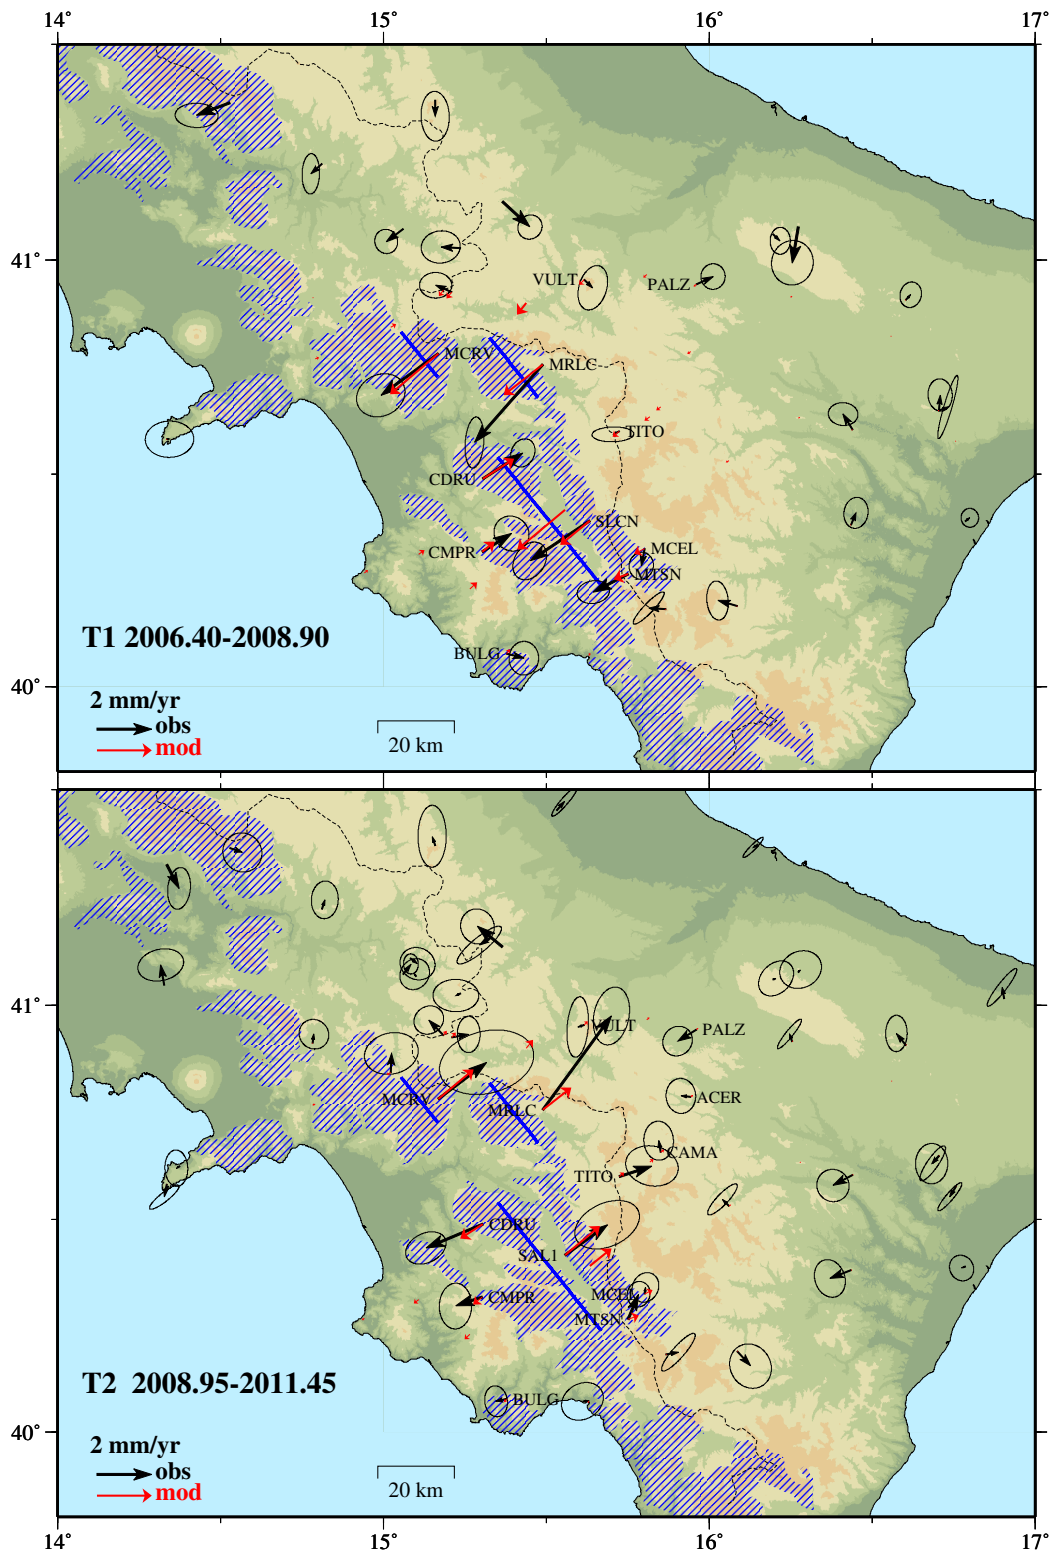 14° 15° 16° 17°
41°
VULT
PALZ
MCRV
MRLC
TITO
CDRU
SLCN
CMPR
MCEL
MTSN
T1 2006.40-2008.90
BULG
40°
2 mm/yr
obs
mod
20 km
41°
VULT
PALZ
MCRV
MRLC
ACER
CAMA
TITO
CDRU
SAL1
CMPR
MCEL
MTSN
T2 2008.95-2011.45
BULG
40°
2 mm/yr
obs
mod
20 km
14° 15° 16° 17°